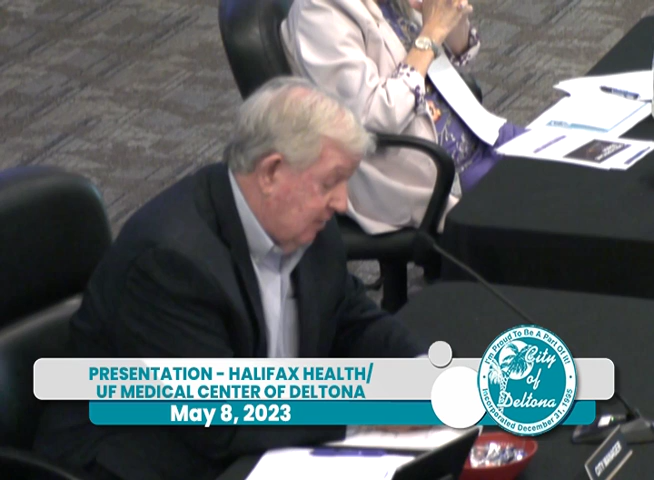 PRESENTATION - HALIFAX HEALTH/
UF MEDICAL CENTER OF DELTONA
May 8, 2023
I'm Proud To Be A Part Of It!
City
of
Deltona
Incorporated December 31, 1995
CITY MANAGER